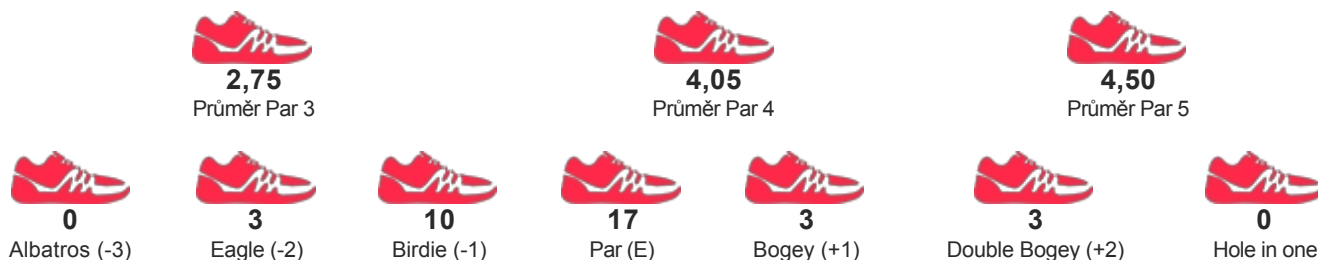 2,75 4,05 4,50
Průměr Par 3 Průměr Par 4 Průměr Par 5
0 3 10 17 3 3 0
Albatros (-3) Eagle (-2) Birdie (-1) Par (E) Bogey (+1) Double Bogey (+2) Hole in one